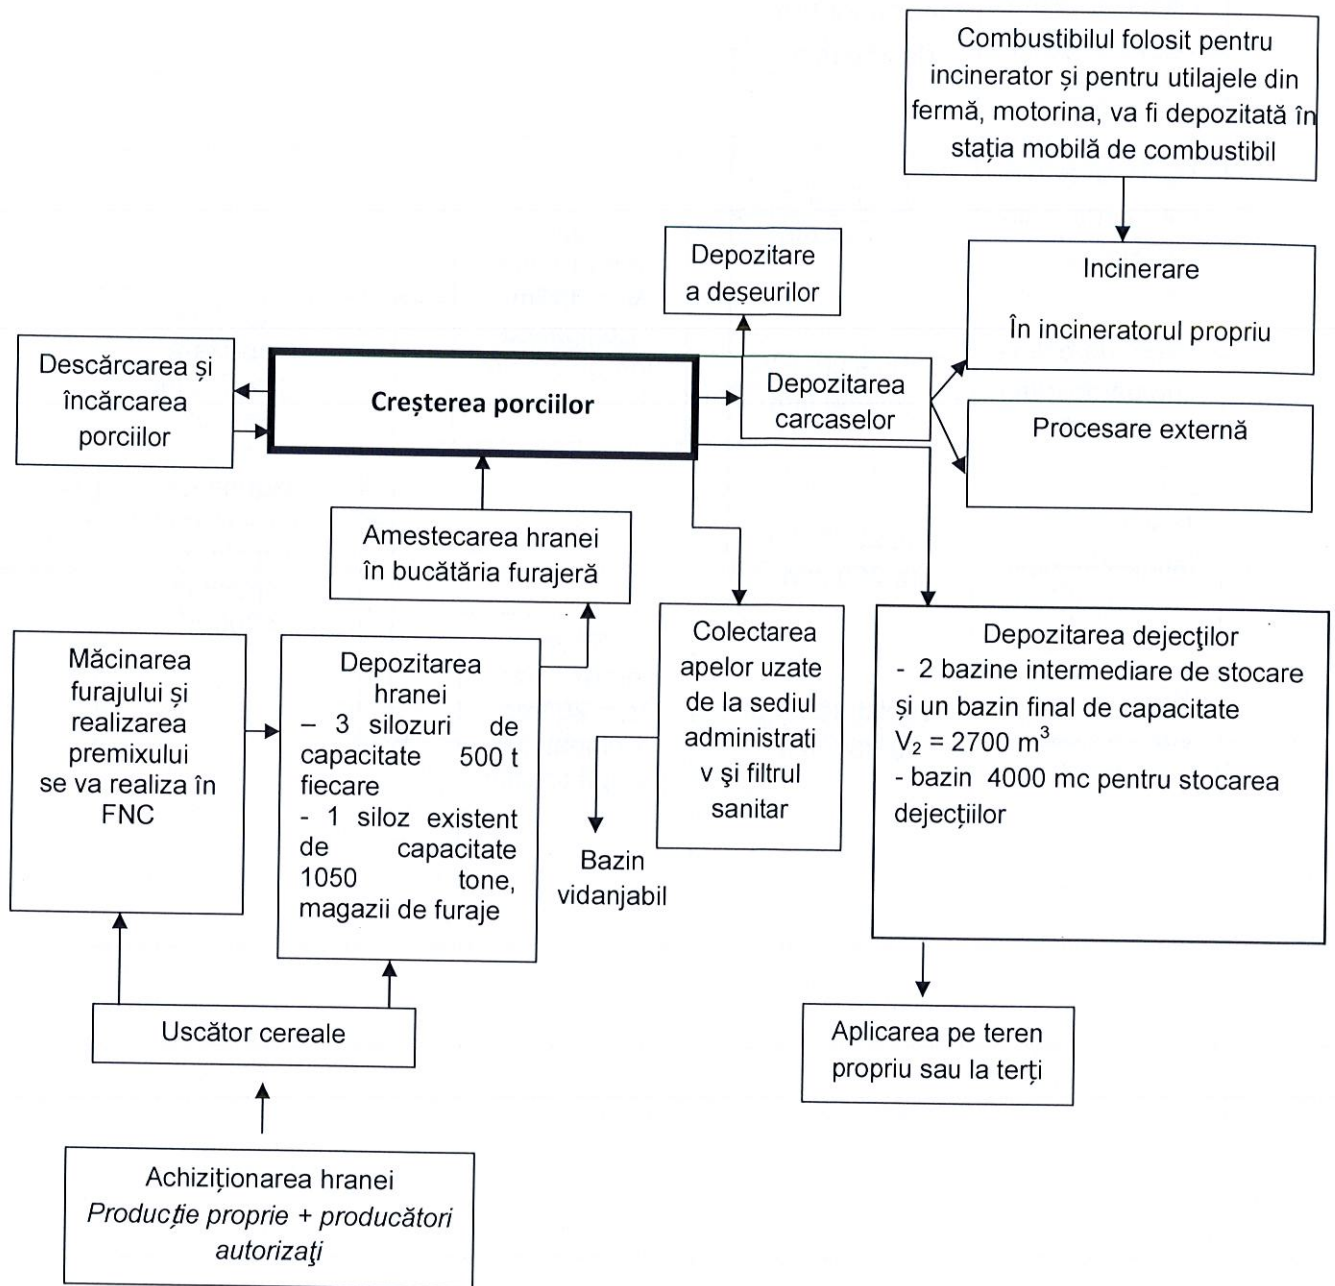 Combustibilul folosit pentru
incinerator și pentru utilajele din
fermă, motorina, va fi depozitată în
stația mobilă de combustibil
Depozitare
a deșeurilor
Incinerare
În incineratorul propriu
Descărcarea și
încărcarea
porciilor
Creșterea porciilor
Depozitarea
carcaselor
Procesare externă
Amestecarea hranei
în bucătăria furajeră
Măcinarea
furajului și
realizarea
premixului
se va realiza în
FNC
Depozitarea
hranei
– 3 silozuri de
capacitate 500 t
fiecare
- 1 siloz existent
de capacitate
1050 tone,
magazii de furaje
Colectarea
apelor uzate
de la sediul
administrati
v şi filtrul
sanitar
Bazin
vidanjabil
Depozitarea dejecţilor
- 2 bazine intermediare de stocare
și un bazin final de capacitate
V₂ = 2700 m³
- bazin 4000 mc pentru stocarea
dejecțiilor
Uscător cereale
Aplicarea pe teren
propriu sau la terți
Achiziționarea hranei
Producţie proprie + producători
autorizaţi